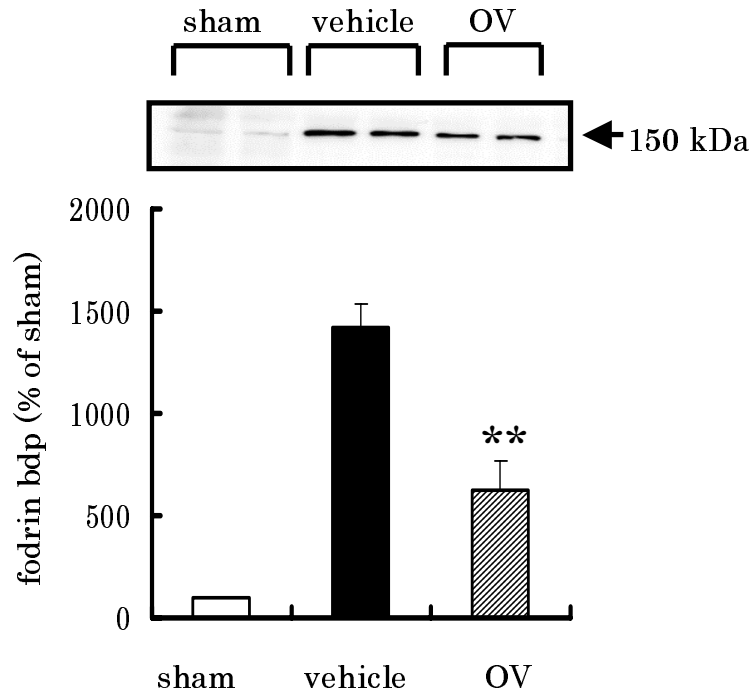 sham vehicle OV
150 kDa
fodrin bdp (% of sham)
2000
1500
1000
500
0
**
sham vehicle OV